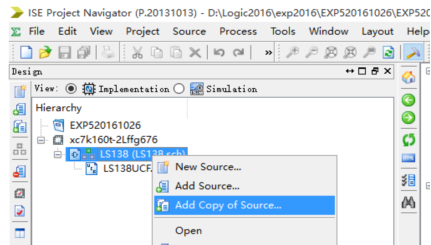 ISE Project Navigator (P.20131013) - D:\Logic2016\exp2016\EXP520161026\EXP520
File Edit View Project Source Process Tools Window Layout Help
Design
View: Implementation Simulation
Hierarchy
EXP520161026
xc7k160t-2Lffg676
LS138 (LS138.sch)
LS138UCF.
New Source...
Add Source...
Add Copy of Source...
Open